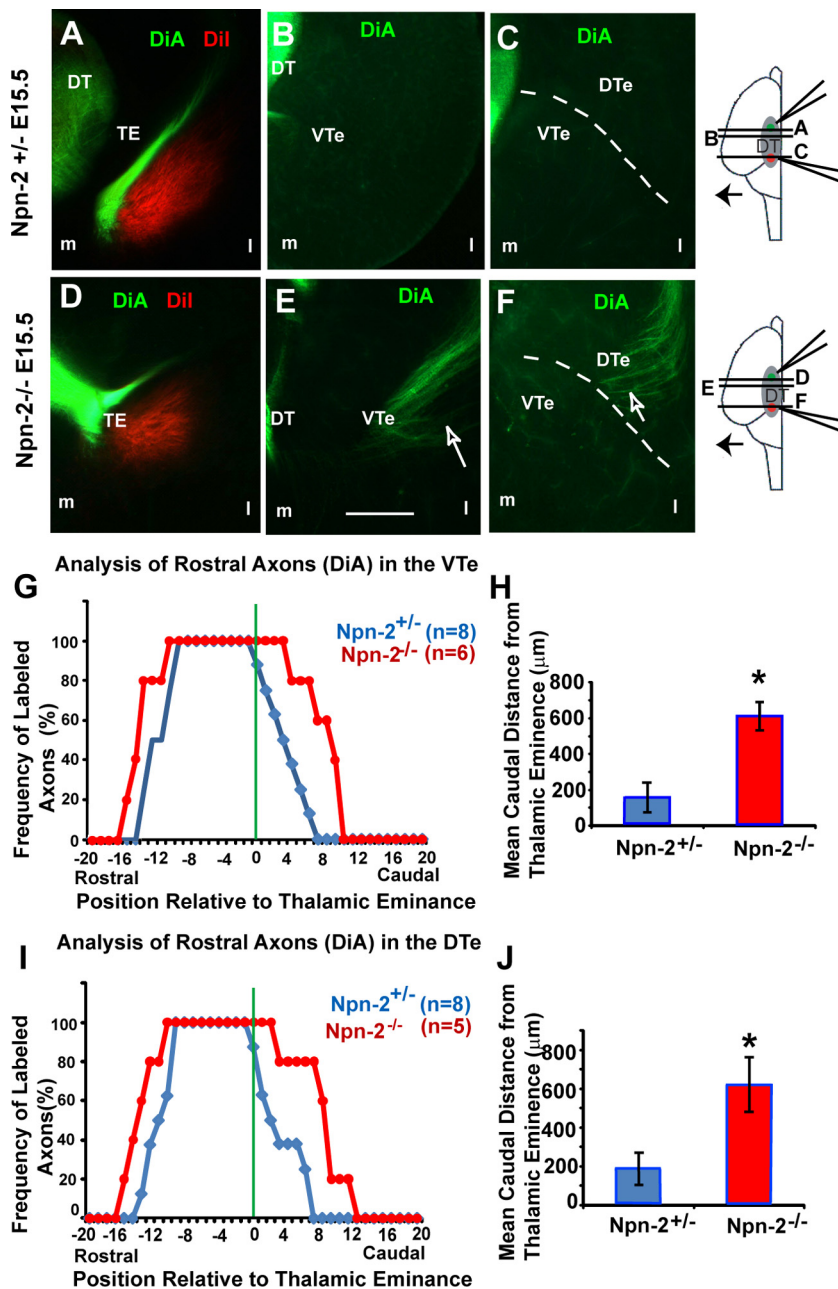 Npn-2 +/- E15.5
A
DiA DiI
DT
TE
m l
B
DiA
DT
VTe
m l
C
DiA
DTe
VTe
m l
A
B
DT
C
Npn-2-/- E15.5
D
DiA DiI
TE
m l
E
DiA
DT
VTe
m l
F
DiA
DTe
VTe
m l
D
E
DT
F
Analysis of Rostral Axons (DiA) in the VTe
G
Npn-2+/- (n=8)
Npn-2-/- (n=6)
Frequency of Labeled
Axons (%)
100
80
60
40
20
0
-20 -16 -12 -8 -4 0 4 8 12 16 20
Rostral Caudal
Position Relative to Thalamic Eminance
H
Mean Caudal Distance from
Thalamic Eminence (μm)
800
600
400
200
0
*
Npn-2+/- Npn-2-/-
Analysis of Rostral Axons (DiA) in the DTe
I
Npn-2+/- (n=8)
Npn-2-/- (n=5)
Frequency of Labeled
Axons(%)
100
80
60
40
20
0
-20 -16 -12 -8 -4 0 4 8 12 16 20
Rostral Caudal
Position Relative to Thalamic Eminance
J
Mean Caudal Distance from
Thalamic Eminence (μm)
800
600
400
200
0
*
Npn-2+/- Npn-2-/-